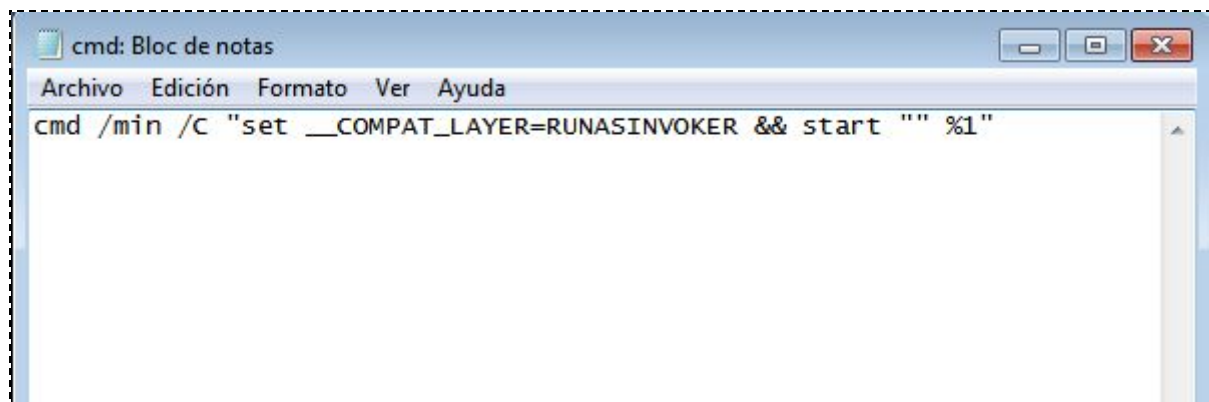 cmd: Bloc de notas
Archivo Edición Formato Ver Ayuda
cmd /min /C "set __COMPAT_LAYER=RUNASINVOKER && start "" %1"